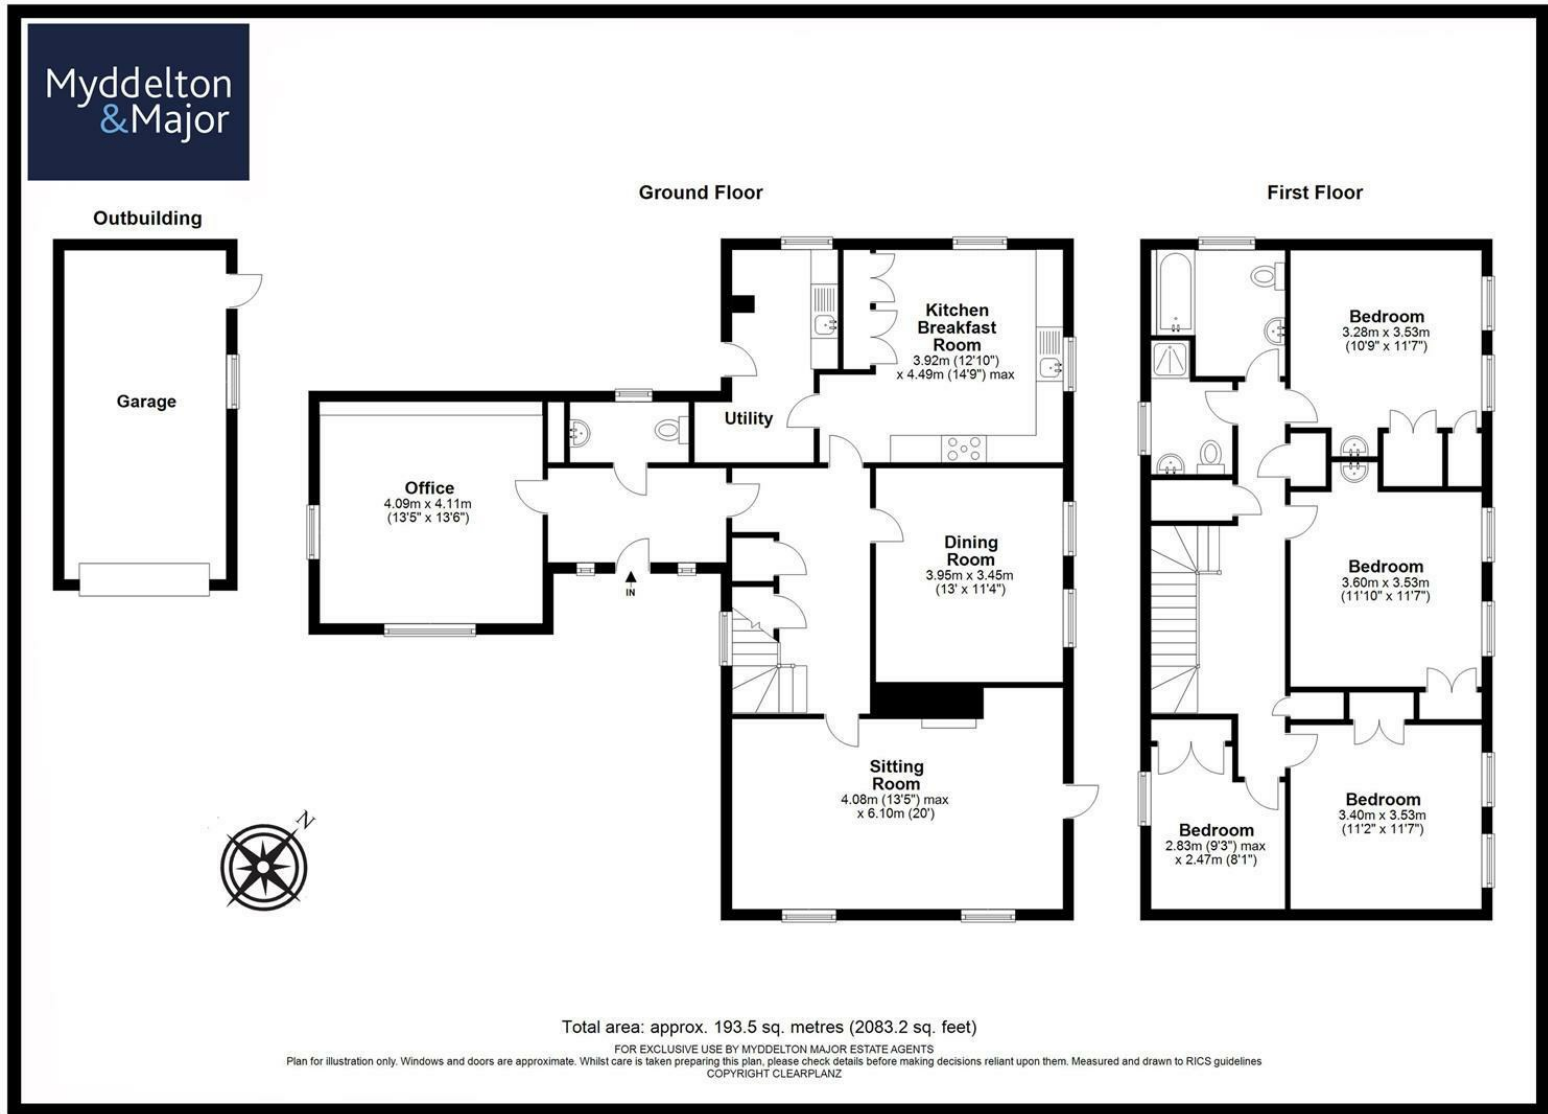 Myddelton
&Major
Ground Floor
First Floor
Outbuilding
Garage
Kitchen
Breakfast
Room
3.92m (12'10")
x 4.49m (14'9") max
Utility
Office
4.09m x 4.11m
(13'5" x 13'6")
Dining
Room
3.95m x 3.45m
(13' x 11'4")
IN
Sitting
Room
4.08m (13'5") max
x 6.10m (20')
Bedroom
3.28m x 3.53m
(10'9" x 11'7")
Bedroom
3.60m x 3.53m
(11'10" x 11'7")
Bedroom
3.40m x 3.53m
(11'2" x 11'7")
Bedroom
2.83m (9'3") max
x 2.47m (8'1")
N
Total area: approx. 193.5 sq. metres (2083.2 sq. feet)
FOR EXCLUSIVE USE BY MYDDELTON MAJOR ESTATE AGENTS
Plan for illustration only. Windows and doors are approximate. Whilst care is taken preparing this plan, please check details before making decisions reliant upon them. Measured and drawn to RICS guidelines
COPYRIGHT CLEARPLANZ